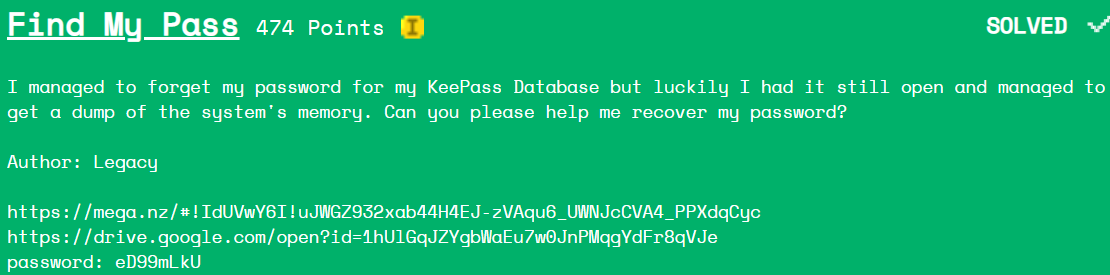 Find My Pass 474 Points I SOLVED
I managed to forget my password for my KeePass Database but luckily I had it still open and managed to
get a dump of the system's memory. Can you please help me recover my password?
Author: Legacy
https://mega.nz/#!IdUVwY6I!uJWGZ932xab44H4EJ-zVAqu6_UWNJcCVA4_PPXdqCyc
https://drive.google.com/open?id=1hUlGqJZYgbWaEu7w0JnPMqgYdFr8qVJe
password: eD99mLkU